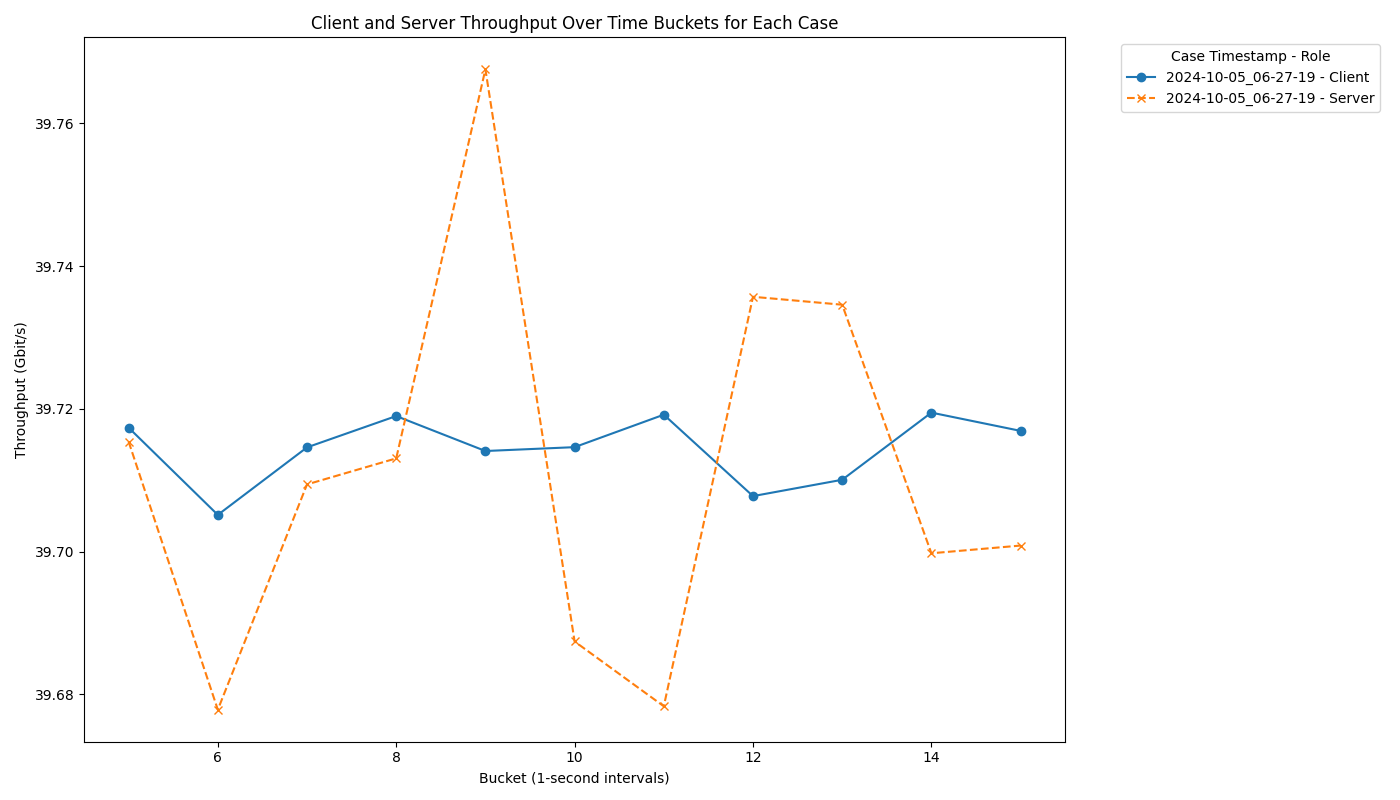 Client and Server Throughput Over Time Buckets for Each Case
Case Timestamp - Role
2024-10-05_06-27-19 - Client
2024-10-05_06-27-19 - Server
Throughput (Gbit/s)
39.76
39.74
39.72
39.70
39.68
6 8 10 12 14
Bucket (1-second intervals)